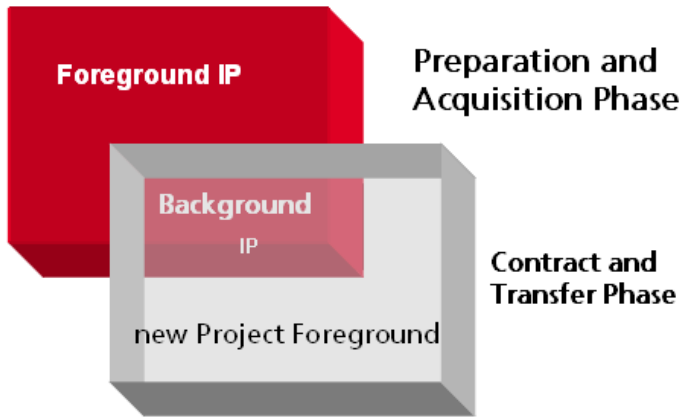 Foreground IP
Preparation and
Acquisition Phase
Background
IP
Contract and
Transfer Phase
new Project Foreground